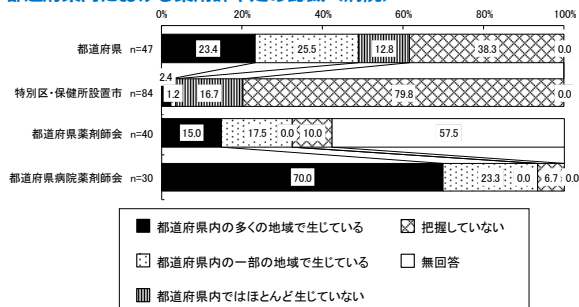 0% 20% 40% 60% 80% 100%
都道府県 n=47 23.4 25.5 12.8 38.3 0.0
2.4
特別区・保健所設置市 n=84 1.2 16.7 79.8 0.0
都道府県薬剤師会 n=40 15.0 17.5 0.0 10.0 57.5
都道府県病院薬剤師会 n=30 70.0 23.3 0.0 6.7 0.0
都道府県内の多くの地域で生じている 把握していない
都道府県内の一部の地域で生じている 無回答
都道府県内ではほとんど生じていない